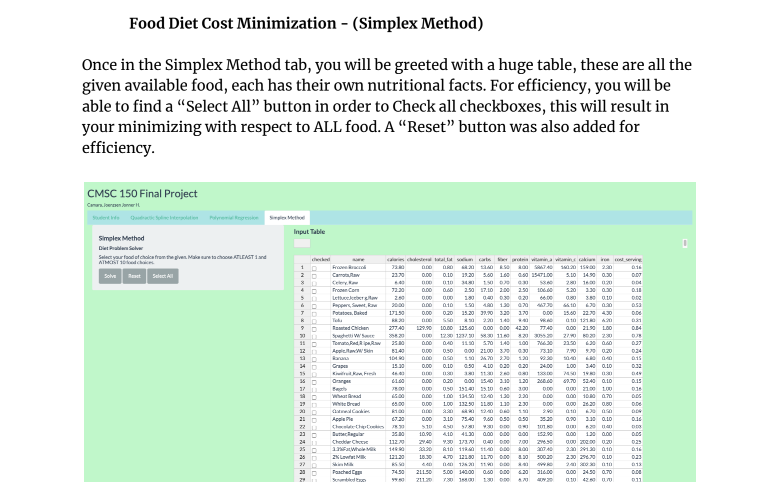 Food Diet Cost Minimization - (Simplex Method)
Once in the Simplex Method tab, you will be greeted with a huge table, these are all the
given available food, each has their own nutritional facts. For efficiency, you will be
able to find a “Select All” button in order to Check all checkboxes, this will result in
your minimizing with respect to ALL food. A “Reset” button was also added for
efficiency.
CMSC 150 Final Project
Student Info Quadratic Spline Interpolation Polynomial Regression Simplex Method
Simplex Method
Diet Problem Solver
Select your food of choice from the given. Make sure to choose ATLEAST 1 and
ATMOST 10 food choices.
Solve Reset Select All
Input Table
checked name calories cholesterol total_fat sodium carbs fiber protein vitamin_a vitamin_c calcium iron cost_serving
1 Frozen Broccoli 73.80 0.00 0.80 68.20 13.60 8.50 8.00 5867.40 160.20 159.00 2.30 0.16
2 Carrots,Raw 23.70 0.00 0.10 19.20 5.60 1.60 0.60 15471.00 5.10 14.90 0.30 0.07
3 Celery, Raw 6.40 0.00 0.10 34.80 1.50 0.70 0.30 53.60 2.80 16.00 0.20 0.04
4 Frozen Corn 72.20 0.00 0.60 2.50 17.10 2.00 2.50 106.60 5.20 3.30 0.30 0.18
5 Lettuce,Iceberg,Raw 2.60 0.00 0.00 1.80 0.40 0.30 0.20 66.00 0.80 3.80 0.10 0.02
6 Peppers, Sweet, Raw 20.00 0.00 0.10 1.50 4.80 1.30 0.70 467.70 66.10 6.70 0.30 0.53
7 Potatoes, Baked 171.50 0.00 0.20 15.20 39.90 3.20 3.70 0.00 15.60 22.70 4.30 0.06
8 Tofu 88.20 0.00 5.50 8.10 2.20 1.40 9.40 98.60 0.10 121.80 6.20 0.31
9 Roasted Chicken 277.40 129.90 10.80 125.60 0.00 0.00 42.20 77.40 0.00 21.90 1.80 0.84
10 Spaghetti W/ Sauce 358.20 0.00 12.30 1237.10 58.30 11.60 8.20 3055.20 27.90 80.20 2.30 0.78
11 Tomato,Red,Ripe,Raw 25.80 0.00 0.40 11.10 5.70 1.40 1.00 766.30 23.50 6.20 0.60 0.27
12 Apple,Raw,W/ Skin 81.40 0.00 0.50 0.00 21.00 3.70 0.30 73.10 7.90 9.70 0.20 0.24
13 Banana 104.90 0.00 0.50 1.10 26.70 2.70 1.20 92.30 10.40 6.80 0.40 0.15
14 Grapes 15.10 0.00 0.10 0.50 4.10 0.20 0.20 24.00 1.00 3.40 0.10 0.32
15 Kiwifruit,Raw,Fresh 46.40 0.00 0.30 3.80 11.30 2.60 0.80 133.00 74.50 19.80 0.30 0.49
16 Oranges 61.60 0.00 0.20 0.00 15.40 3.10 1.20 268.60 69.70 52.40 0.10 0.15
17 Bagels 78.00 0.00 0.50 151.40 15.10 0.60 3.00 0.00 0.00 21.00 1.00 0.16
18 Wheat Bread 65.00 0.00 1.00 134.50 12.40 1.30 2.20 0.00 0.00 10.80 0.70 0.05
19 White Bread 65.00 0.00 1.00 132.50 11.80 1.10 2.30 0.00 0.00 26.20 0.80 0.06
20 Oatmeal Cookies 81.00 0.00 3.30 68.90 12.40 0.60 1.10 2.90 0.10 6.70 0.50 0.09
21 Apple Pie 67.20 0.00 3.10 75.40 9.60 0.50 0.50 35.20 0.90 3.10 0.10 0.16
22 Chocolate Chip Cookies 78.10 5.10 4.50 57.80 9.30 0.00 0.90 101.80 0.00 6.20 0.40 0.03
23 Butter,Regular 35.80 10.90 4.10 41.30 0.00 0.00 0.00 152.90 0.00 1.20 0.00 0.05
24 Cheddar Cheese 112.70 29.40 9.30 173.70 0.40 0.00 7.00 296.50 0.00 202.00 0.20 0.25
25 3.3%Fat,Whole Milk 149.90 33.20 8.10 119.60 11.40 0.00 8.00 307.40 2.30 291.30 0.10 0.16
26 2% Lowfat Milk 121.20 18.30 4.70 121.80 11.70 0.00 8.10 500.20 2.30 296.70 0.10 0.23
27 Skim Milk 85.50 4.40 0.40 126.20 11.90 0.00 8.40 499.80 2.40 302.30 0.10 0.13
28 Poached Eggs 74.50 211.50 5.00 140.00 0.60 0.00 6.20 316.00 0.00 24.50 0.70 0.08
29 Scrambled Eggs 99.60 211.20 7.30 168.00 1.30 0.00 6.70 409.20 0.10 42.60 0.70 0.11